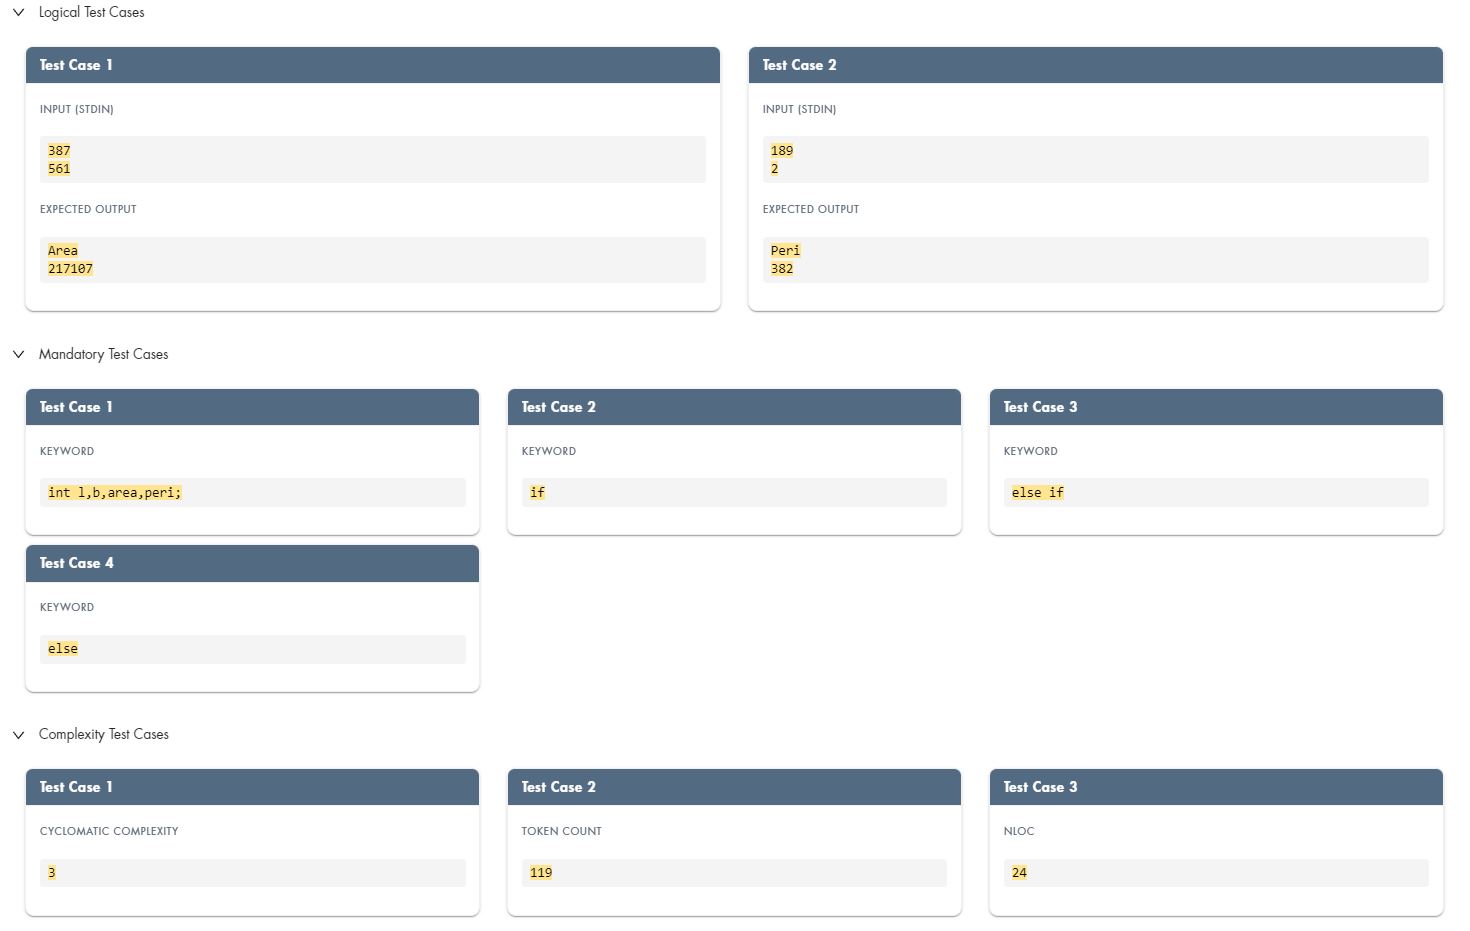 Logical Test Cases
Test Case 1
INPUT (STDIN)
387
561
EXPECTED OUTPUT
Area
217107
Test Case 2
INPUT (STDIN)
189
2
EXPECTED OUTPUT
Peri
382
Mandatory Test Cases
Test Case 1
KEYWORD
int l,b,area,peri;
Test Case 2
KEYWORD
if
Test Case 3
KEYWORD
else if
Test Case 4
KEYWORD
else
Complexity Test Cases
Test Case 1
CYCLOMATIC COMPLEXITY
3
Test Case 2
TOKEN COUNT
119
Test Case 3
NLOC
24